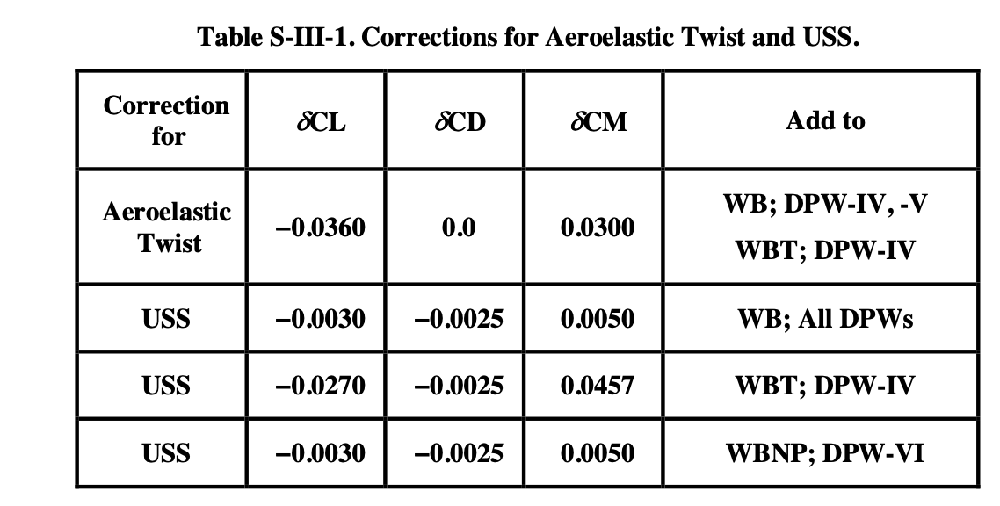 Table S-III-1. Corrections for Aeroelastic Twist and USS.
Correction
for
δCL
δCD
δCM
Add to
Aeroelastic
Twist
−0.0360
0.0
0.0300
WB; DPW-IV, -V
WBT; DPW-IV
USS
−0.0030
−0.0025
0.0050
WB; All DPWs
USS
−0.0270
−0.0025
0.0457
WBT; DPW-IV
USS
−0.0030
−0.0025
0.0050
WBNP; DPW-VI